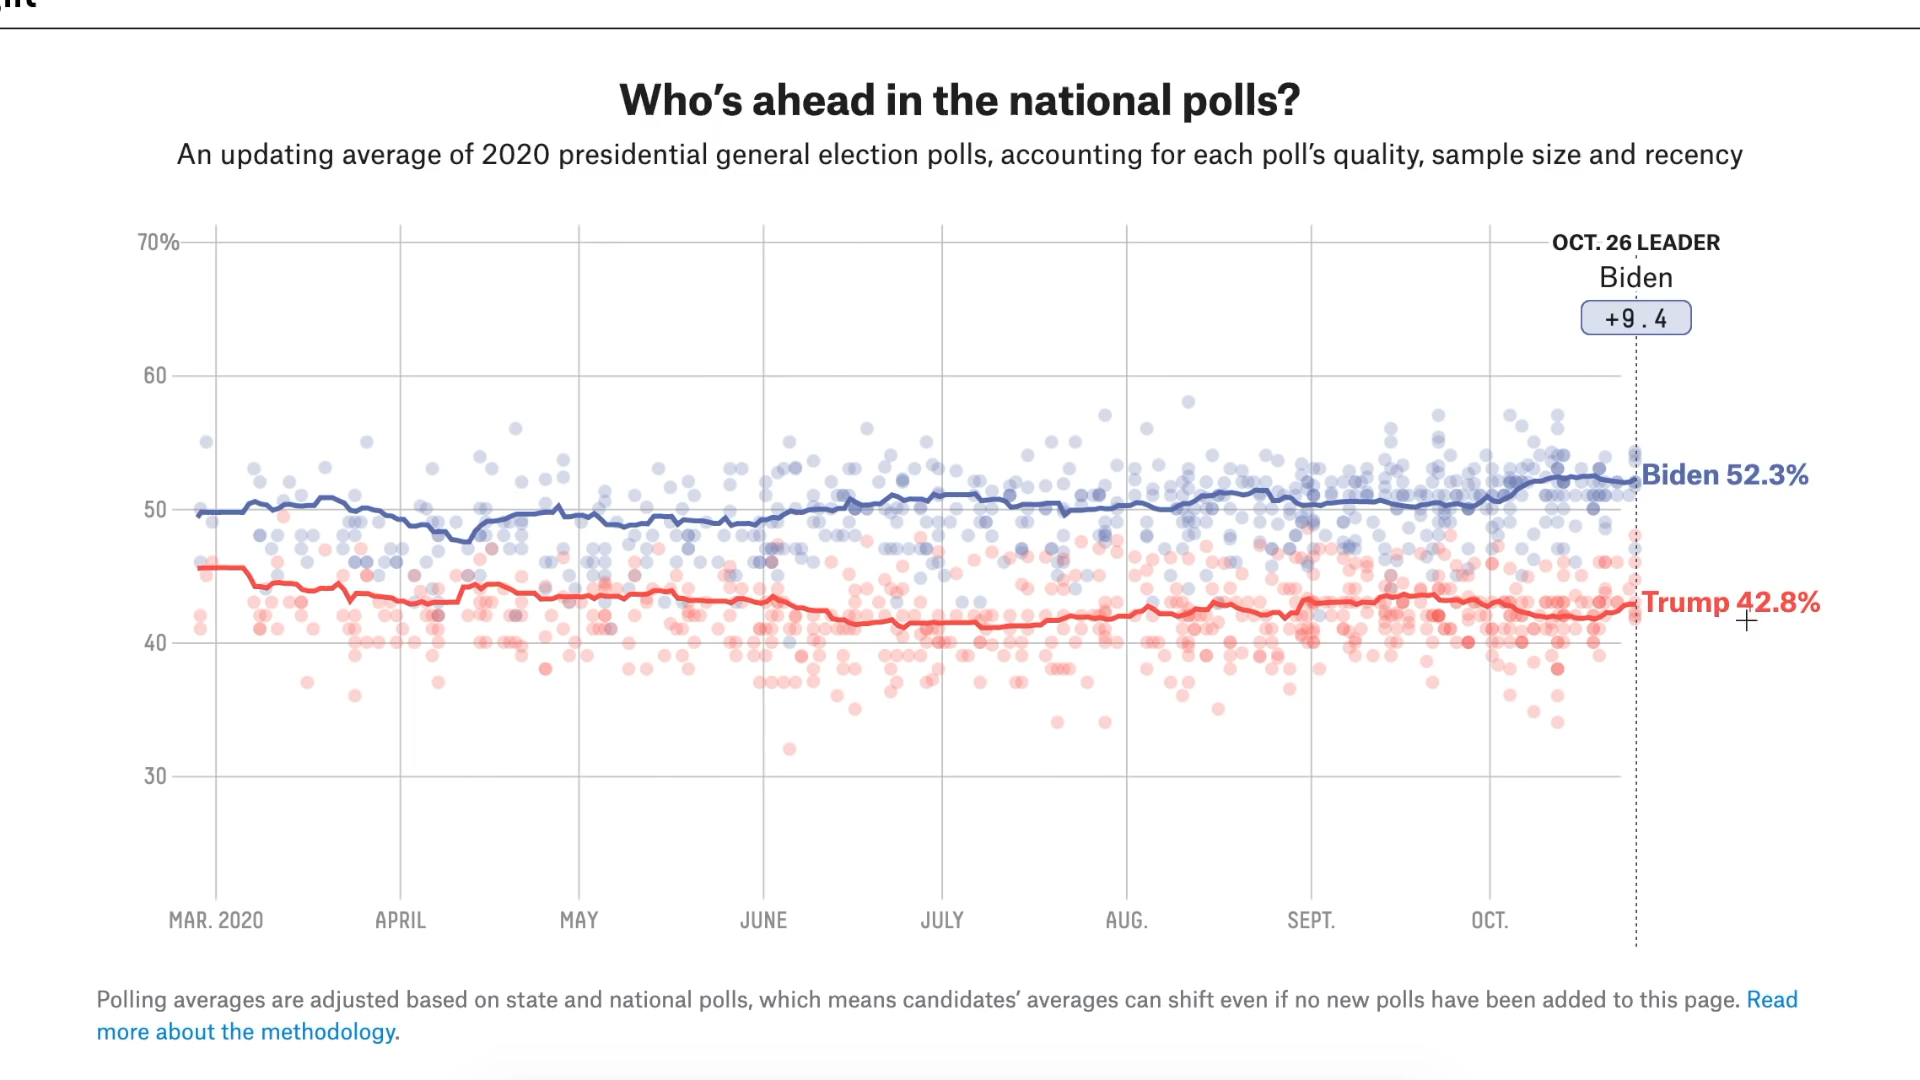 Who's ahead in the national polls?
An updating average of 2020 presidential general election polls, accounting for each poll's quality, sample size and recency
70%
OCT. 26 LEADER
Biden
+9.4
60
50
Biden 52.3%
Trump 42.8%
40
30
MAR. 2020 APRIL MAY JUNE JULY AUG. SEPT. OCT.
Polling averages are adjusted based on state and national polls, which means candidates' averages can shift even if no new polls have been added to this page. Read
more about the methodology.